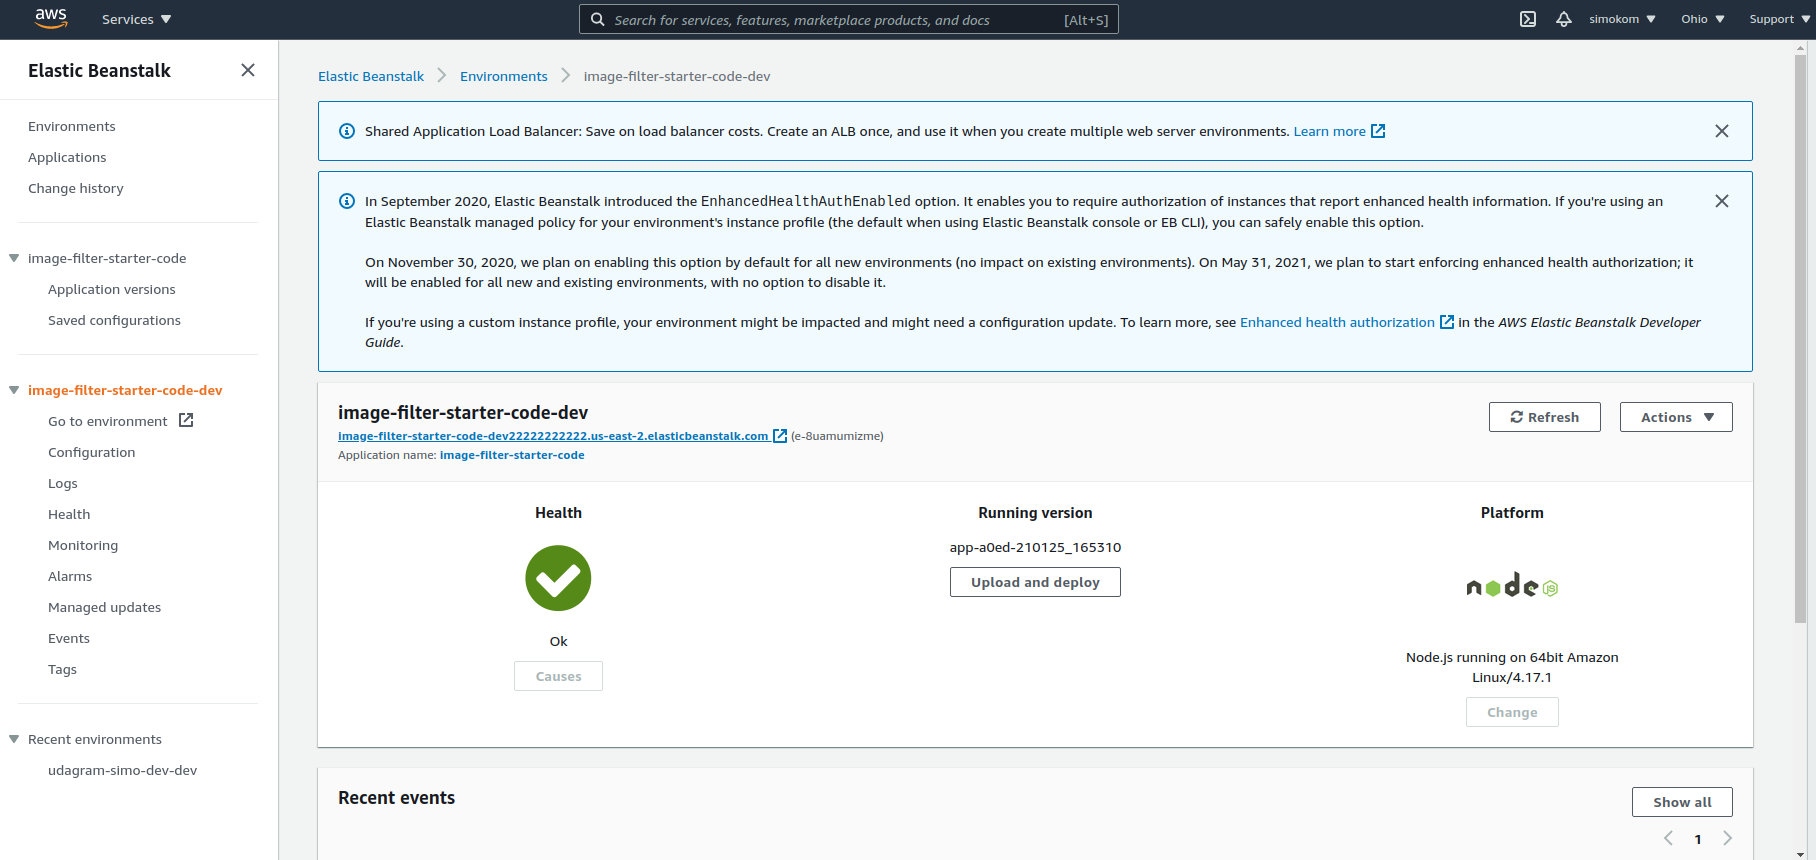 aws
Services
Search for services, features, marketplace products, and docs
[Alt+S]
simokom
Ohio
Support
Elastic Beanstalk
Environments
Applications
Change history
image-filter-starter-code
Application versions
Saved configurations
image-filter-starter-code-dev
Go to environment
Configuration
Logs
Health
Monitoring
Alarms
Managed updates
Events
Tags
Recent environments
udagram-simo-dev-dev
Elastic Beanstalk
Environments
image-filter-starter-code-dev
Shared Application Load Balancer: Save on load balancer costs. Create an ALB once, and use it when you create multiple web server environments. Learn more
In September 2020, Elastic Beanstalk introduced the EnhancedHealthAuthEnabled option. It enables you to require authorization of instances that report enhanced health information. If you're using an
Elastic Beanstalk managed policy for your environment's instance profile (the default when using Elastic Beanstalk console or EB CLI), you can safely enable this option.
On November 30, 2020, we plan on enabling this option by default for all new environments (no impact on existing environments). On May 31, 2021, we plan to start enforcing enhanced health authorization; it
will be enabled for all new and existing environments, with no option to disable it.
If you're using a custom instance profile, your environment might be impacted and might need a configuration update. To learn more, see Enhanced health authorization in the AWS Elastic Beanstalk Developer
Guide.
image-filter-starter-code-dev
image-filter-starter-code-dev22222222222.us-east-2.elasticbeanstalk.com (e-8uamumizme)
Application name: image-filter-starter-code
Refresh
Actions
Health
Ok
Causes
Running version
app-a0ed-210125_165310
Upload and deploy
Platform
node JS
Node.js running on 64bit Amazon
Linux/4.17.1
Change
Recent events
Show all
1